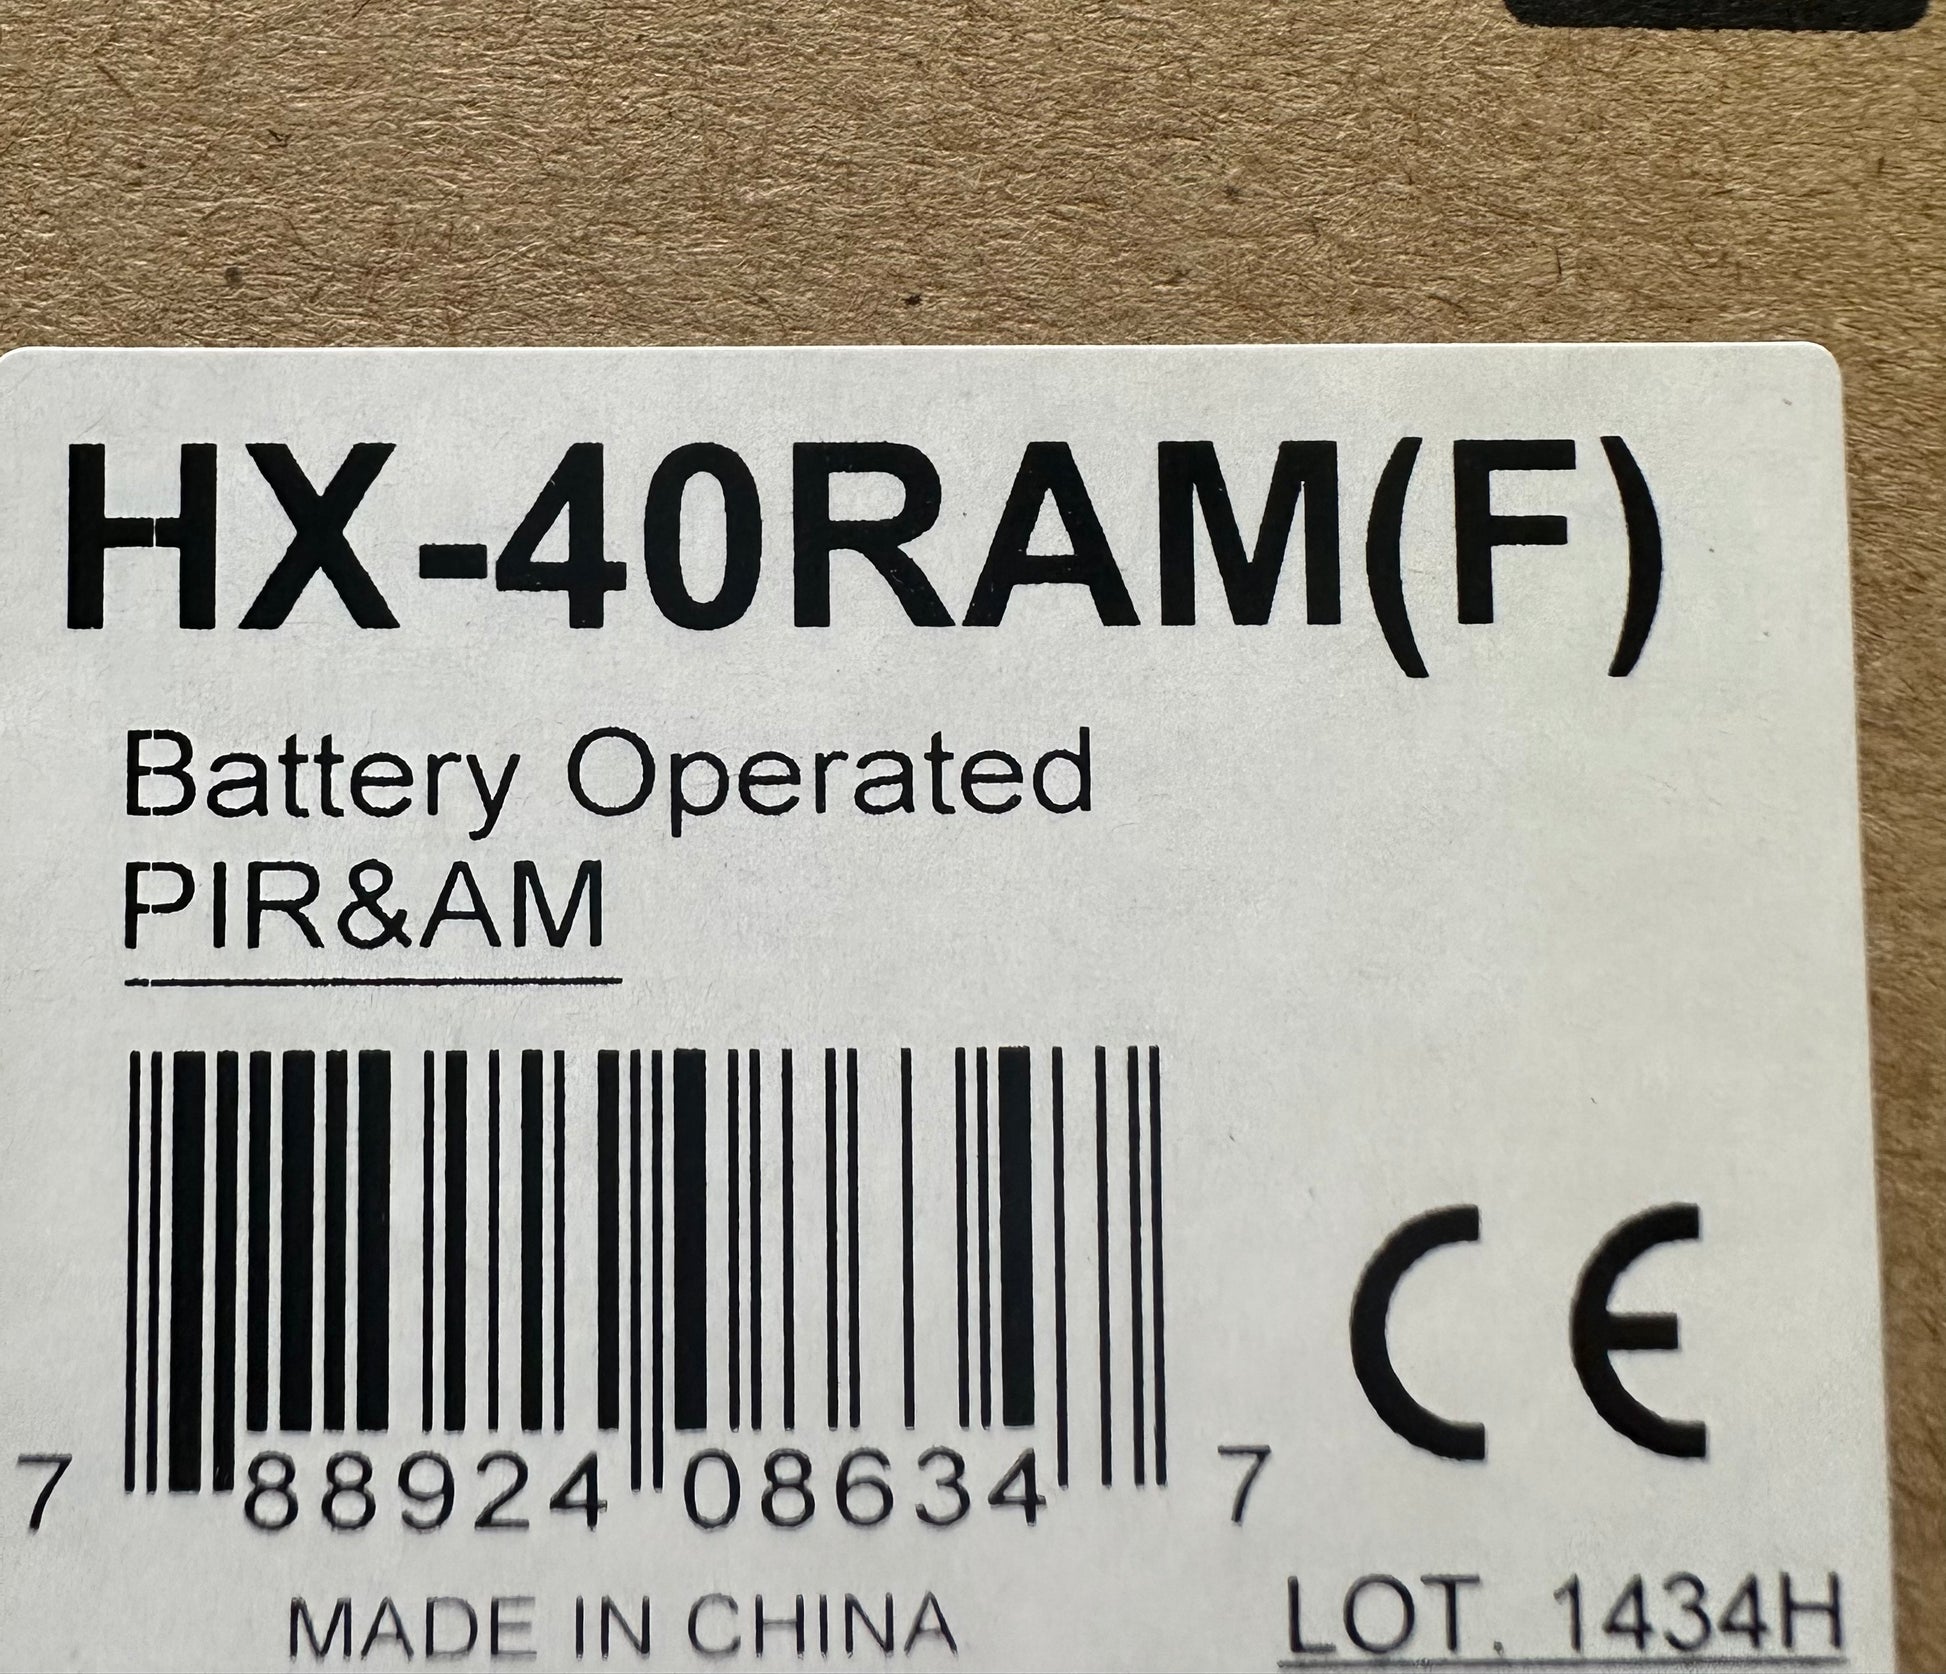 HX-40RAM(F)
Battery Operated
PIR&AM
7 88924 08634 7
CE
MADE IN CHINA
LOT. 1434H